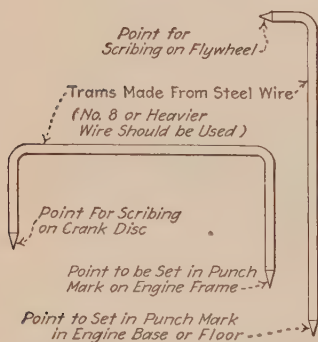 Point for
Scribing on Flywheel
Trams Made From Steel Wire
(No. 8 or Heavier
Wire Should be Used)
Point For Scribing
on Crank Disc
Point to be Set in Punch
Mark on Engine Frame
Point to Set in Punch Mark
in Engine Base or Floor